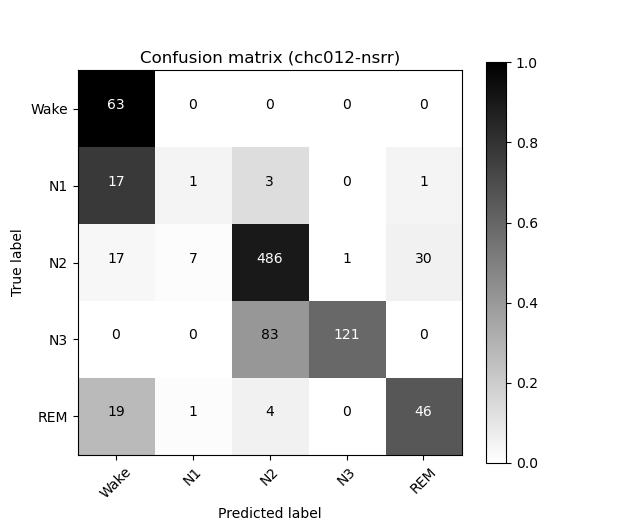 Confusion matrix (chc012-nsrr)
1.0
Wake 63 0 0 0 0
0.8
N1 17 1 3 0 1
0.6
N2 17 7 486 1 30
0.4
N3 0 0 83 121 0
0.2
REM 19 1 4 0 46
0.0
Wake N1 N2 N3 REM
Predicted label
True label